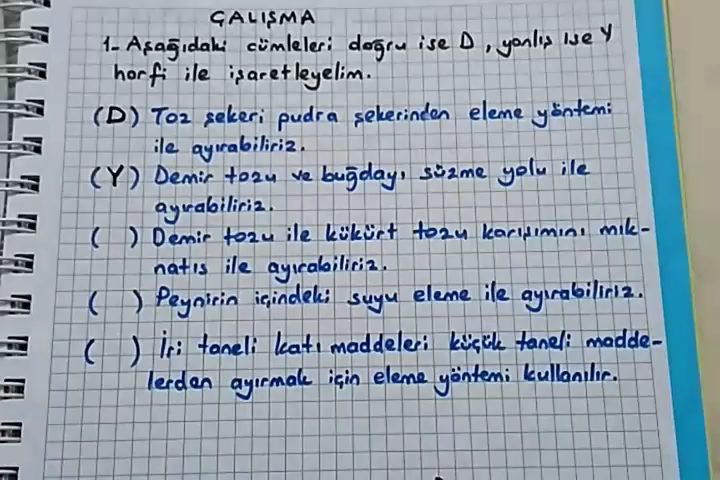 ÇALIŞMA
1- Aşağıdaki cümleleri doğru ise D, yanlış ise Y
harfi ile işaretleyelim.
(D) Toz şekeri pudra şekerinden eleme yöntemi
ile ayırabiliriz.
(Y) Demir tozu ve buğdayı süzme yolu ile
ayırabiliriz.
( ) Demir tozu ile kükürt tozu karışımını mık-
natıs ile ayırabiliriz.
( ) Peynirin içindeki suyu eleme ile ayırabiliriz.
( ) İri taneli katı maddeleri küçük taneli madde-
lerden ayırmak için eleme yöntemi kullanılır.